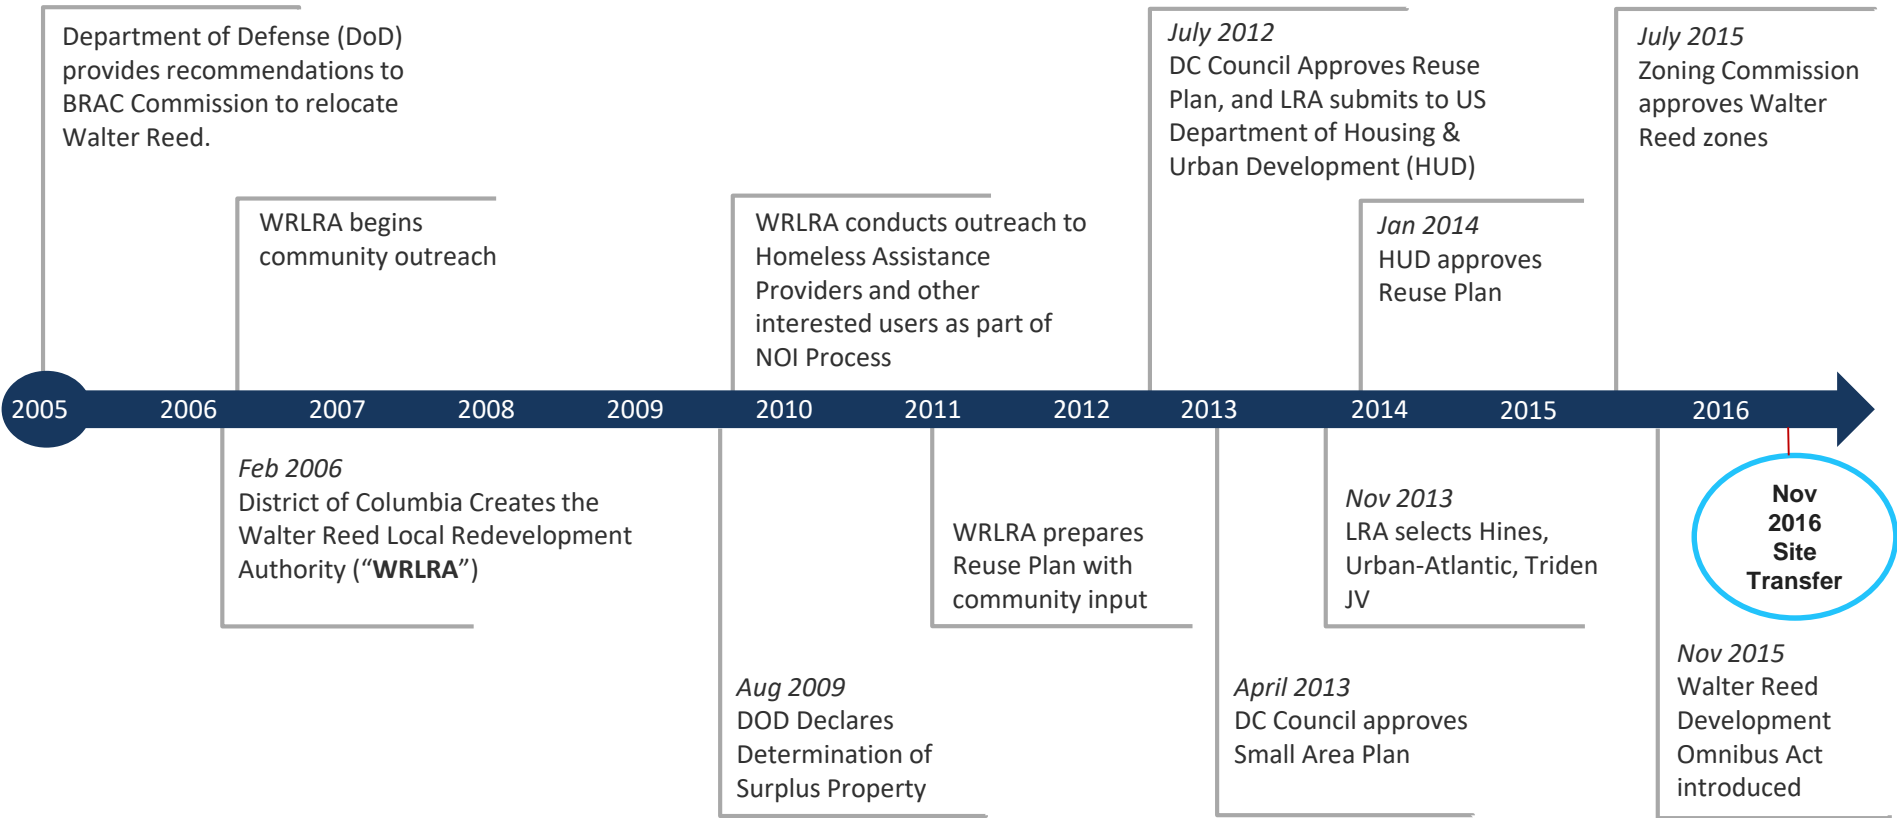 Department of Defense (DoD)
provides recommendations to
BRAC Commission to relocate
Walter Reed.
WRLRA begins
community outreach
WRLRA conducts outreach to
Homeless Assistance
Providers and other
interested users as part of
NOI Process
July 2012
DC Council Approves Reuse
Plan, and LRA submits to US
Department of Housing &
Urban Development (HUD)
Jan 2014
HUD approves
Reuse Plan
July 2015
Zoning Commission
approves Walter
Reed zones
2005 2006 2007 2008 2009 2010 2011 2012 2013 2014 2015 2016
Feb 2006
District of Columbia Creates the
Walter Reed Local Redevelopment
Authority (“WRLRA”)
Aug 2009
DOD Declares
Determination of
Surplus Property
WRLRA prepares
Reuse Plan with
community input
April 2013
DC Council approves
Small Area Plan
Nov 2013
LRA selects Hines,
Urban-Atlantic, Triden
JV
Nov
2016
Site
Transfer
Nov 2015
Walter Reed
Development
Omnibus Act
introduced